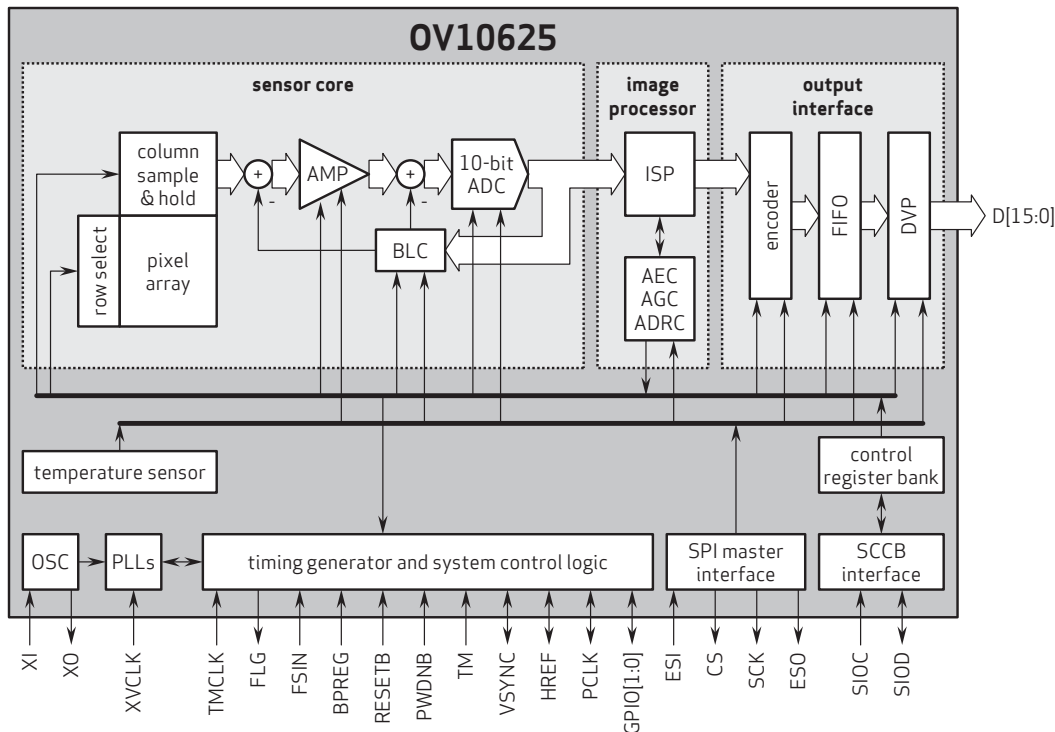 OV10625
sensor core
image
processor
output
interface
column
sample
& hold
row select
pixel
array
+
-
AMP
+
-
10-bit
ADC
BLC
ISP
AEC
AGC
ADRC
encoder
FIFO
DVP
D[15:0]
temperature sensor
control
register bank
OSC
PLLs
timing generator and system control logic
SPI master
interface
SCCB
interface
XI
XO
XVCLK
TMCLK
FLG
FSIN
BPREG
RESETB
PWDNB
TM
VSYNC
HREF
PCLK
GPIO[1:0]
ESI
CS
SCK
ESO
SIOC
SIOD